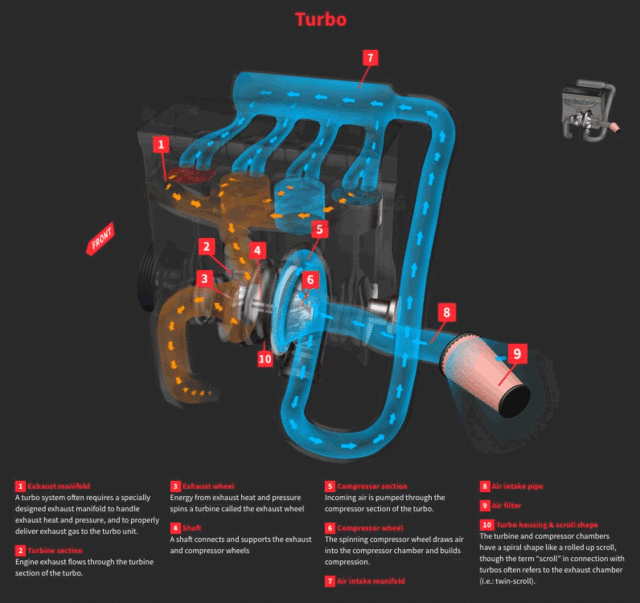 Turbo
7
1
FRONT
5
2
4
3
6
8
9
10
1 Exhaust manifold
A turbo system often requires a specially
designed exhaust manifold to handle
exhaust heat and pressure, and to properly
deliver exhaust gas to the turbo unit.
2 Turbine section
Engine exhaust flows through the turbine
section of the turbo.
3 Exhaust wheel
Energy from exhaust heat and pressure
spins a turbine called the exhaust wheel
4 Shaft
A shaft connects and supports the exhaust
and compressor wheels
5 Compressor section
Incoming air is pumped through the
compressor section of the turbo.
6 Compressor wheel
The spinning compressor wheel draws air
into the compressor chamber and builds
compression.
7 Air intake manifold
8 Air intake pipe
9 Air filter
10 Turbo housing & scroll shape
The turbine and compressor chambers
have a spiral shape like a rolled up scroll,
though the term "scroll" in connection with
turbos often refers to the exhaust chamber
(i.e.: twin-scroll).